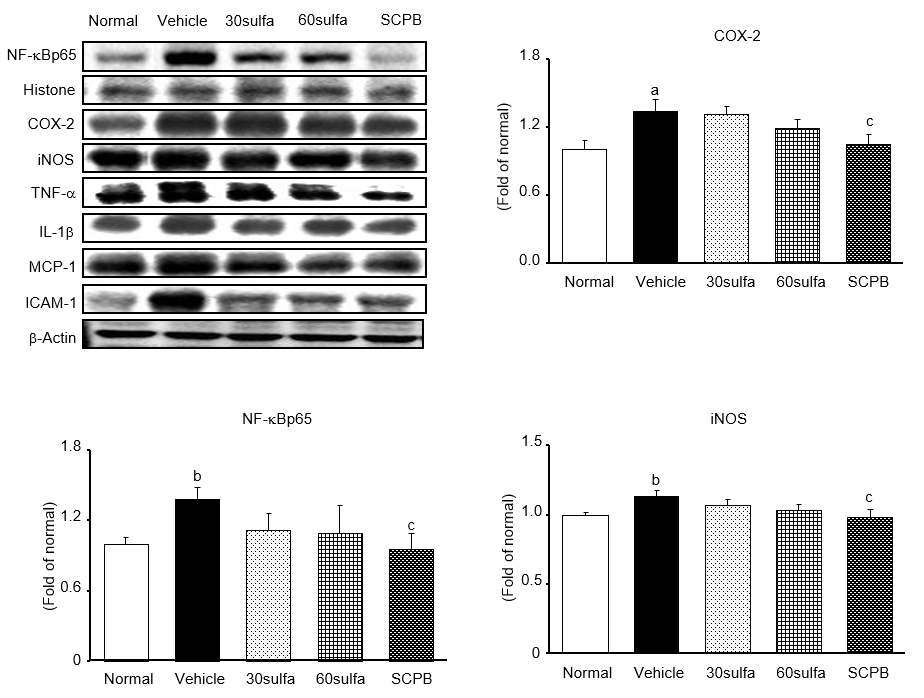 Normal Vehicle 30sulfa 60sulfa SCPB
NF-κBp65
Histone
COX-2
iNOS
TNF-α
IL-1β
MCP-1
ICAM-1
β-Actin
COX-2
(Fold of normal)
1.8
1.2
0.6
0.0
a
c
Normal Vehicle 30sulfa 60sulfa SCPB
NF-κBp65
(Fold of normal)
1.8
1.2
0.6
0
b
c
Normal Vehicle 30sulfa 60sulfa SCPB
iNOS
(Fold of normal)
1.5
1.0
0.5
0
b
c
Normal Vehicle 30sulfa 60sulfa SCPB